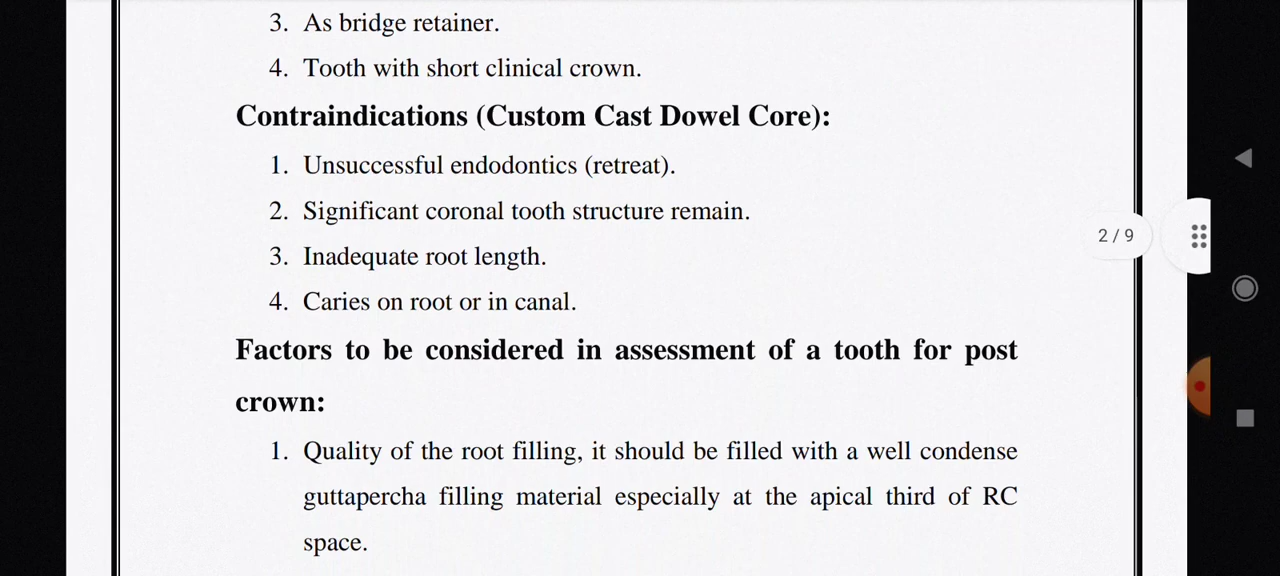 3. As bridge retainer.
4. Tooth with short clinical crown.
Contraindications (Custom Cast Dowel Core):
1. Unsuccessful endodontics (retreat).
2. Significant coronal tooth structure remain.
3. Inadequate root length.
4. Caries on root or in canal.
Factors to be considered in assessment of a tooth for post
crown:
1. Quality of the root filling, it should be filled with a well condense
guttapercha filling material especially at the apical third of RC
space.
2 / 9